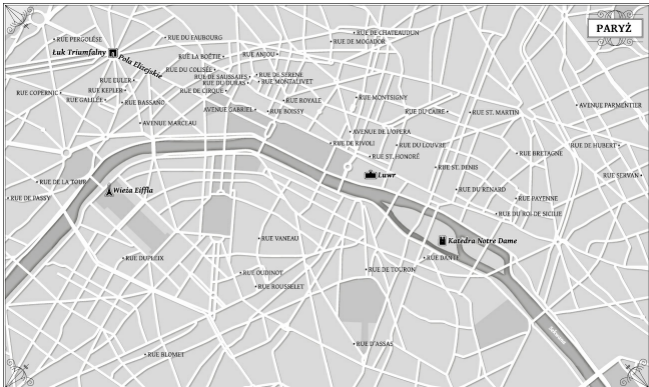 PARYŻ
RUE DE CHATEAUDUN
RUE PERGOLÈSE
RUE DU FAUBOURG
RUE DE MOGADOR
Łuk Triumfalny
RUE LA BOËTIE
RUE ANJOU
Pola Elizejskie
RUE DU COLISÉE
RUE DE SAUSSAIES
RUE DE SURENE
RUE EULER
RUE DU DURAS
RUE MONTALIVET
RUE COPERNIC
RUE KEPLER
RUE DE CIRQUE
RUE GALILÉE
RUE BASSANO
RUE ROYALE
RUE MONTSIGNY
AVENUE PARMENTIER
AVENUE GABRIEL
RUE BOISSY
RUE DU CAIRE
RUE ST. MARTIN
AVENUE MARCEAU
AVENUE DE L'OPERA
RUE DE RIVOLI
RUE DU LOUVRE
RUE DE HUBERT
RUE ST. HONDRÉ
RUE BRETAGNE
RUE ST. DENIS
Luwr
RUE SERVAN
RUE DE LA TOUR
Wieża Eiffla
RUE DU RENARD
RUE DE PASSY
RUE PAYENNE
RUE DU ROI DE SICILIE
RUE VANEAU
Katedra Notre Dame
RUE DUPLEIX
RUE DANTE
RUE OUDINOT
RUE DE TOURON
RUE ROUSSELET
Sekwana
RUE D'ASSAS
RUE BLOMET